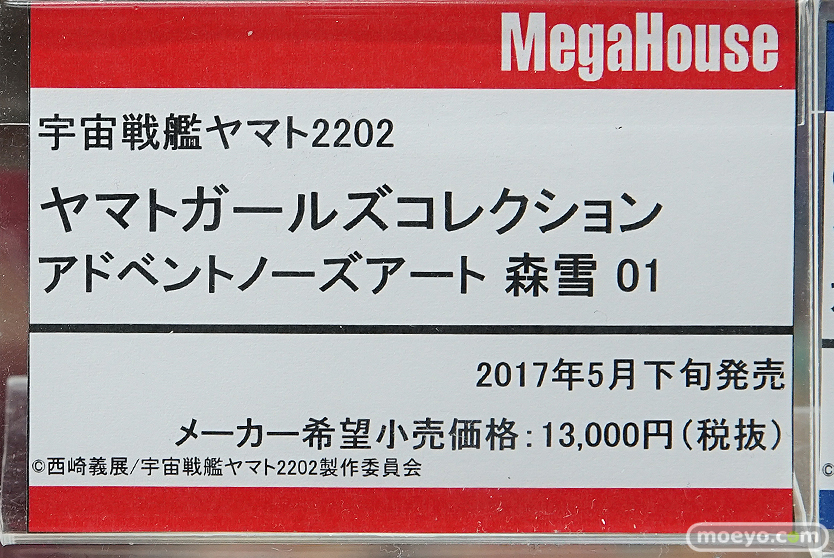 MegaHouse
宇宙戦艦ヤマト2202
ヤマトガールズコレクション
アドベントノーズアート 森雪 01
2017年5月下旬発売
メーカー希望小売価格:13,000円(税抜)
©西崎義展/宇宙戦艦ヤマト2202製作委員会
moeyo.com